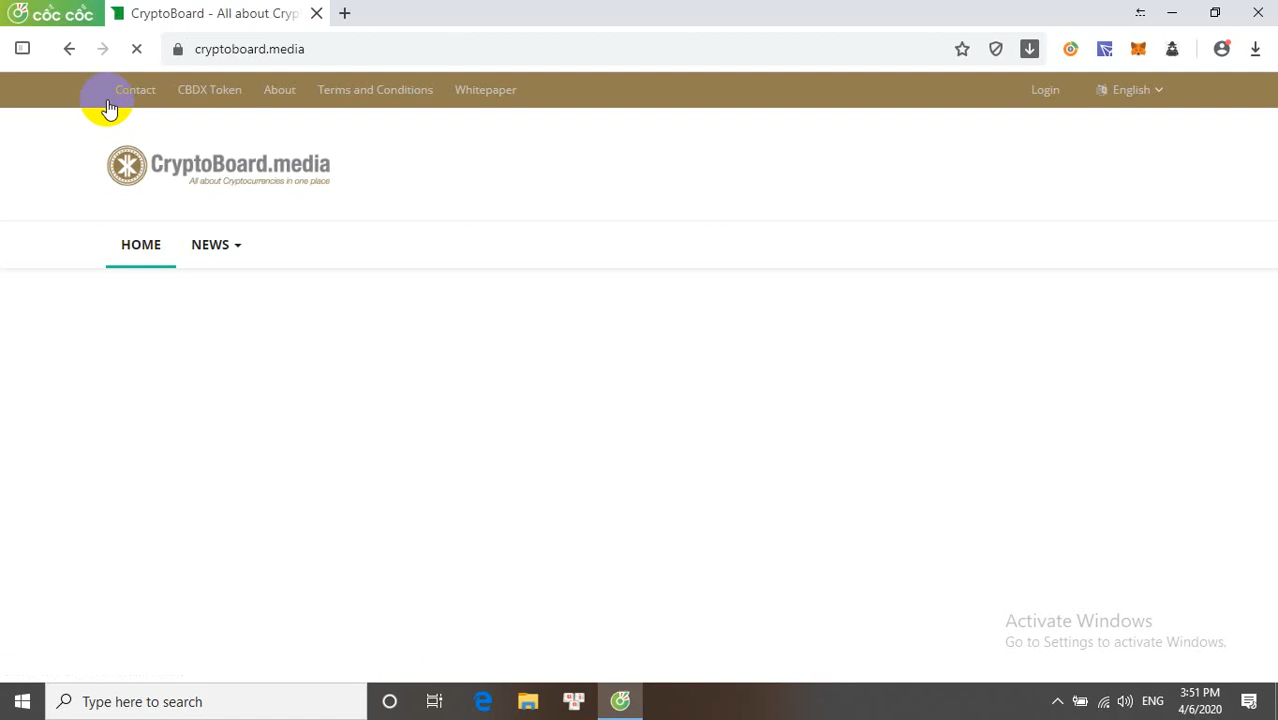 cốc cốc
CryptoBoard - All about Cryp
cryptoboard.media
Contact CBDX Token About Terms and Conditions Whitepaper Login English
CryptoBoard.media
All about Cryptocurrencies in one place
HOME NEWS
Activate Windows
Go to Settings to activate Windows.
Type here to search
ENG
3:51 PM
4/6/2020